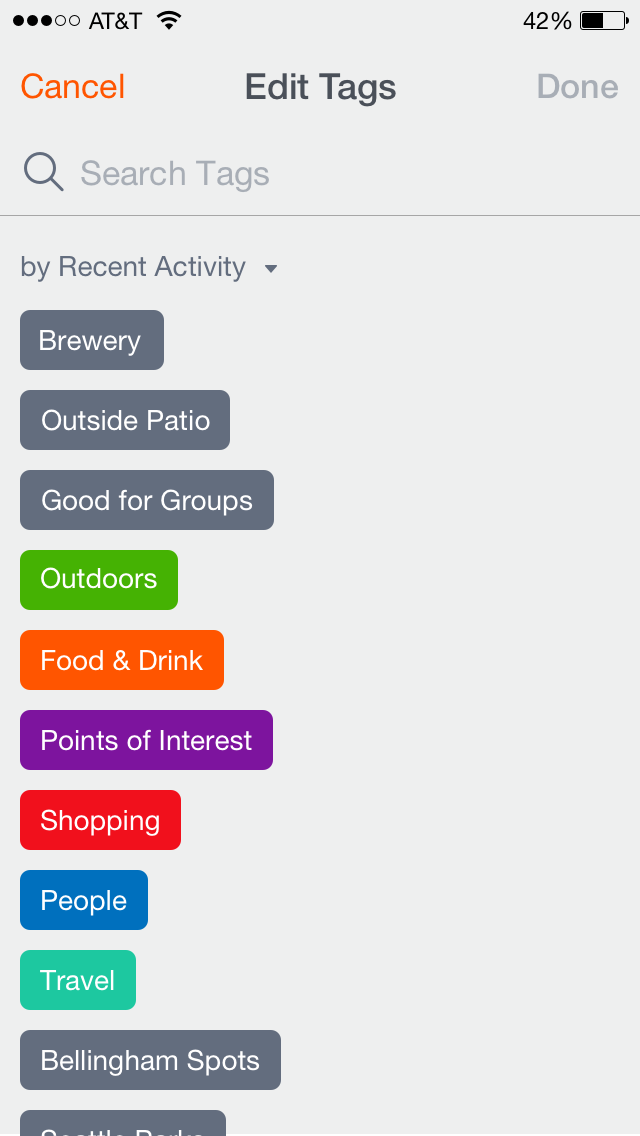 AT&T 42%
Cancel Edit Tags Done
Search Tags
by Recent Activity
Brewery
Outside Patio
Good for Groups
Outdoors
Food & Drink
Points of Interest
Shopping
People
Travel
Bellingham Spots